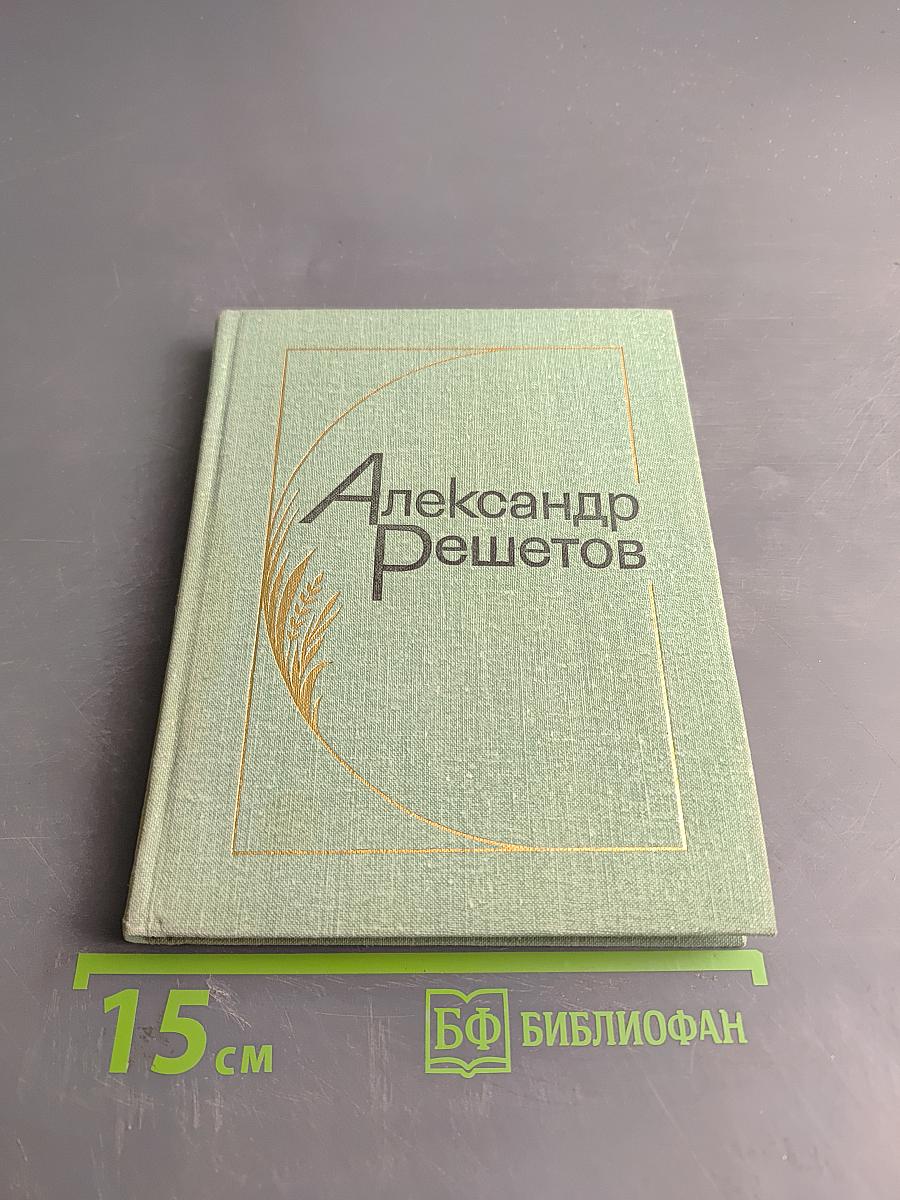 Александр
Решетов
15 см
БФ БИБЛИОФАН